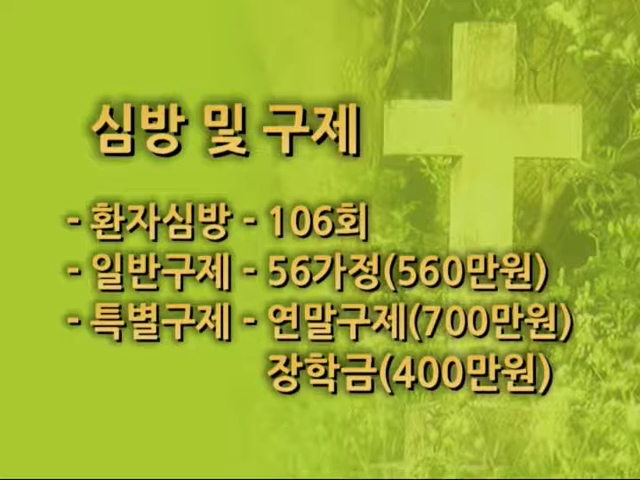 심방 및 구제
- 환자심방 - 106회
- 일반구제 - 56가정(560만원)
- 특별구제 - 연말구제(700만원)
장학금(400만원)